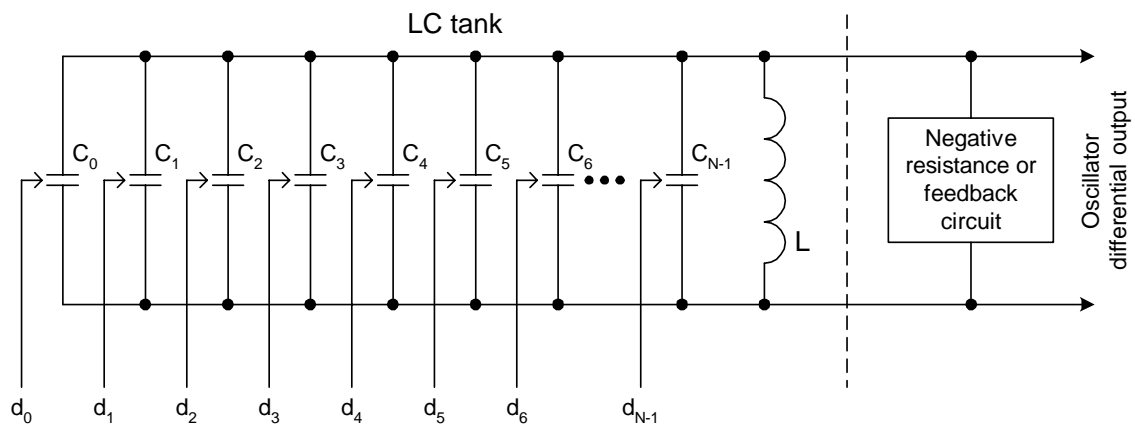 LC tank
C0
C1
C2
C3
C4
C5
C6
CN-1
L
Negative
resistance or
feedback
circuit
Oscillator
differential output
d0
d1
d2
d3
d4
d5
d6
dN-1